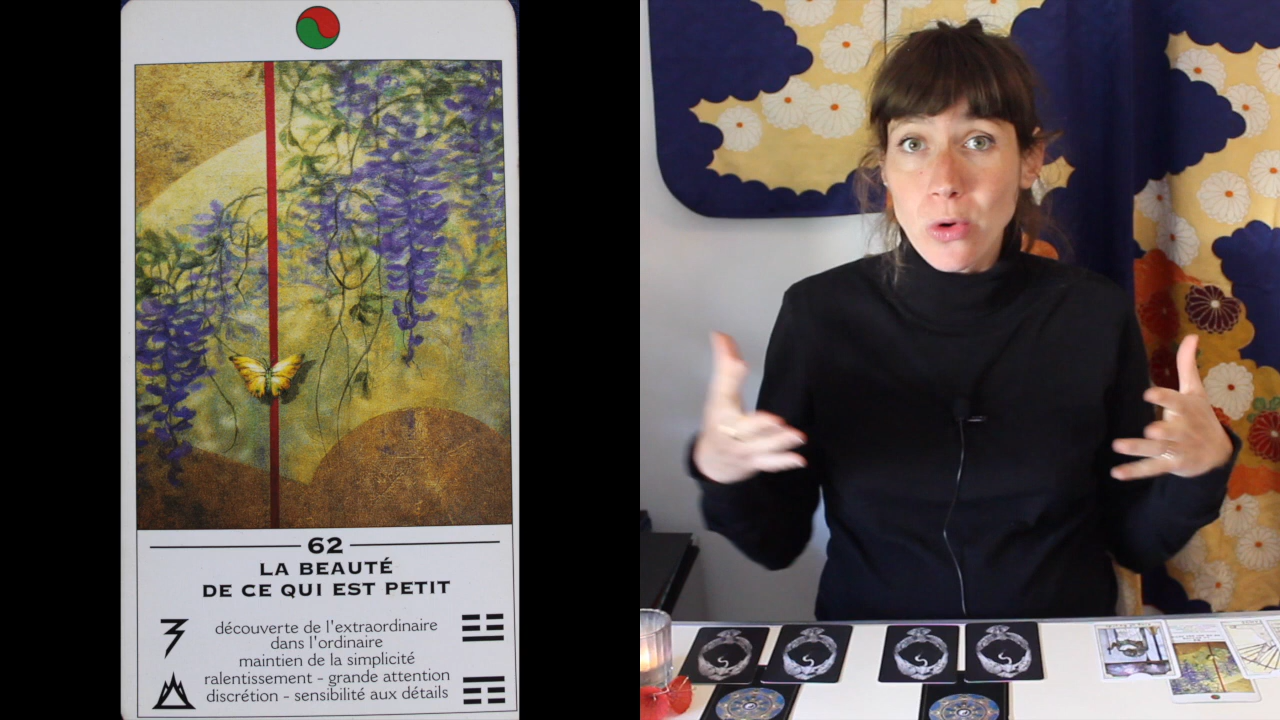 62
LA BEAUTÉ
DE CE QUI EST PETIT
découverte de l'extraordinaire
dans l'ordinaire
maintien de la simplicité
ralentissement - grande attention
discrétion - sensibilité aux détails